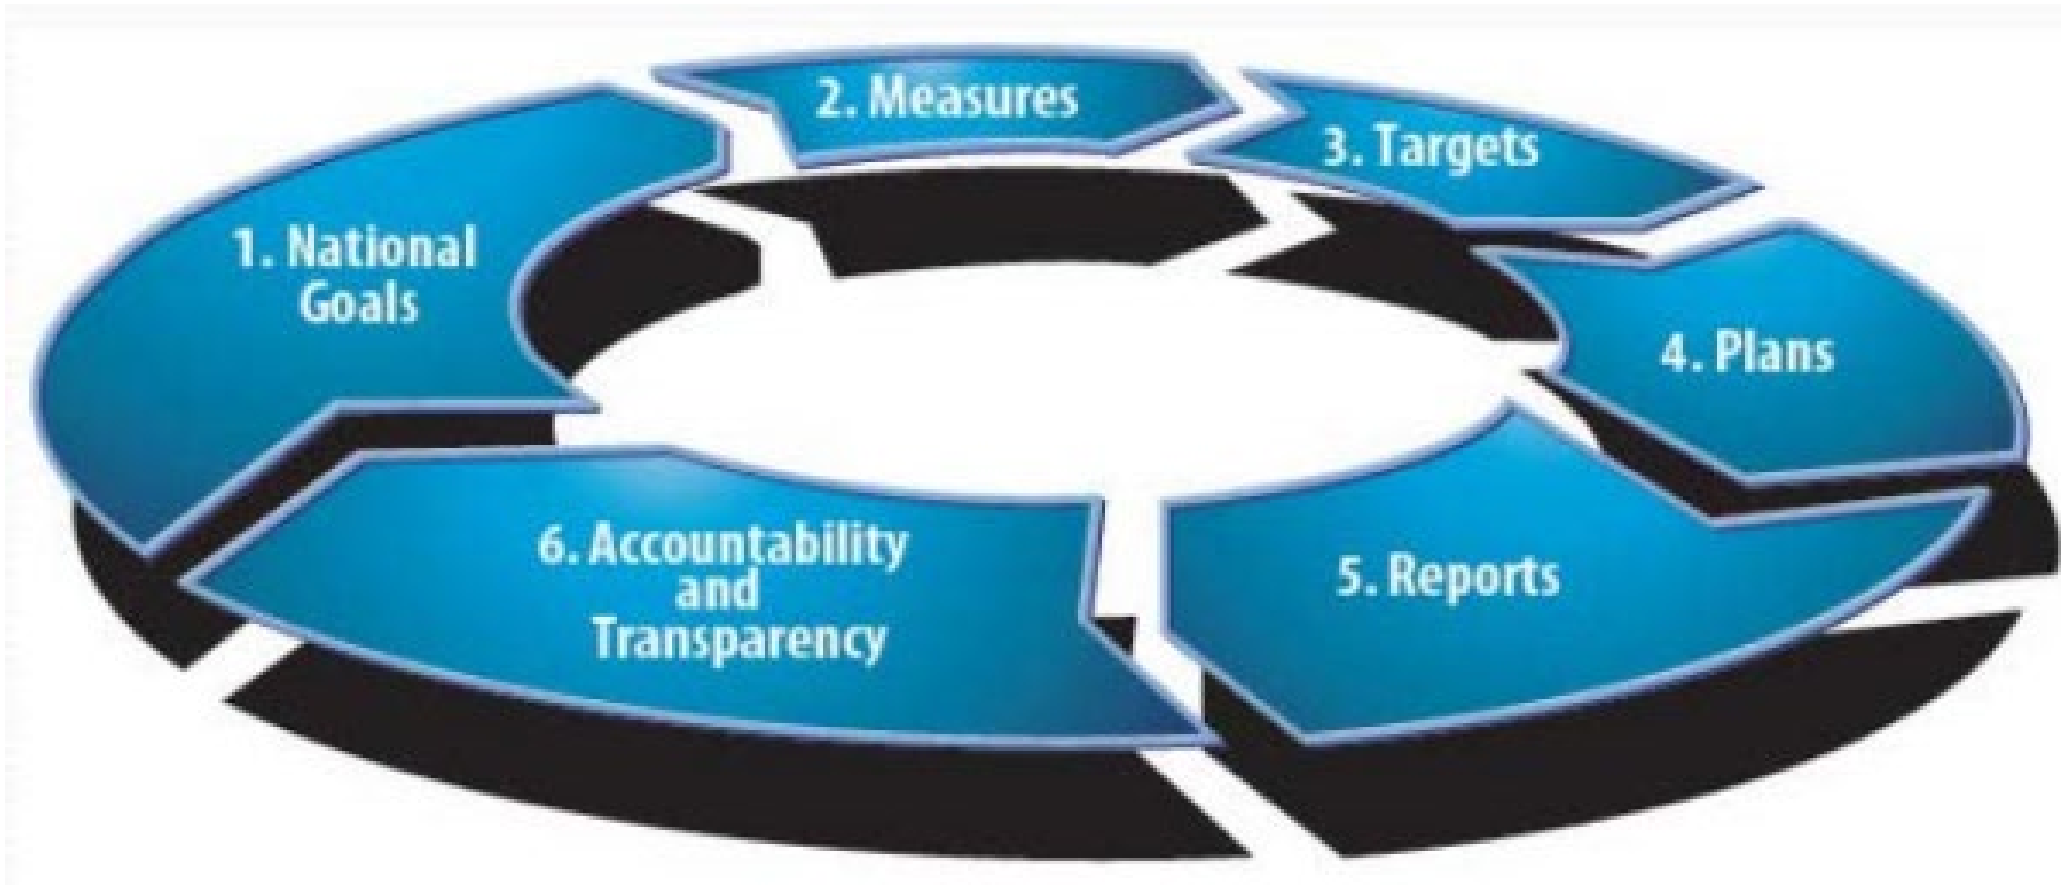 1. National
Goals
2. Measures
3. Targets
4. Plans
5. Reports
6. Accountability
and
Transparency